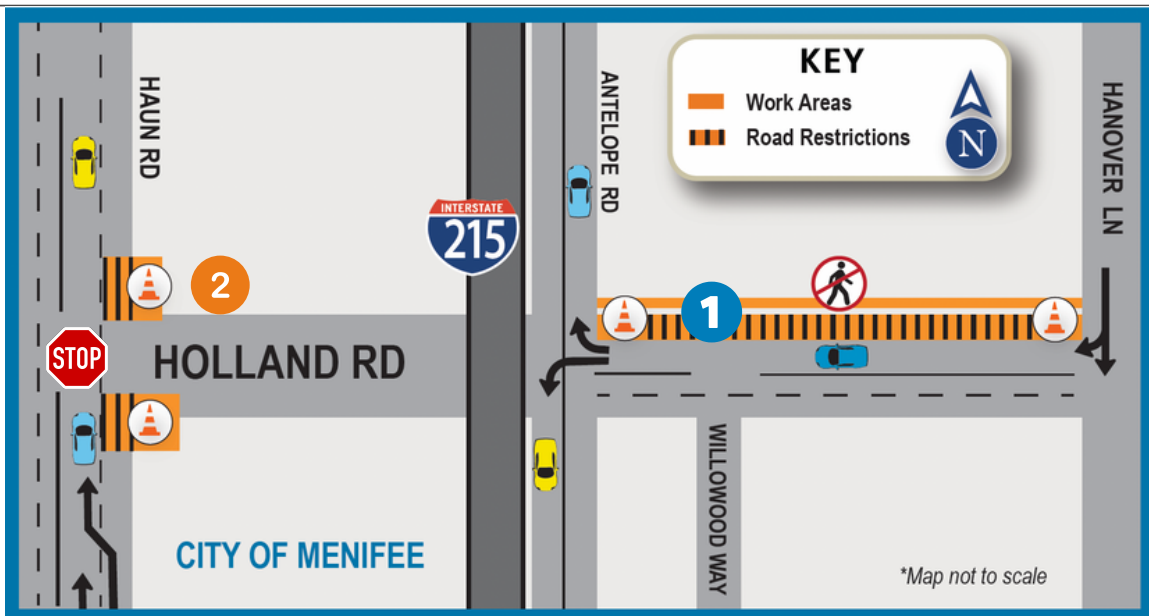 KEY
Work Areas
Road Restrictions
N
HAUN RD
ANTELOPE RD
HANOVER LN
INTERSTATE
215
2
1
STOP
HOLLAND RD
WILLOWOOD WAY
CITY OF MENIFEE
*Map not to scale